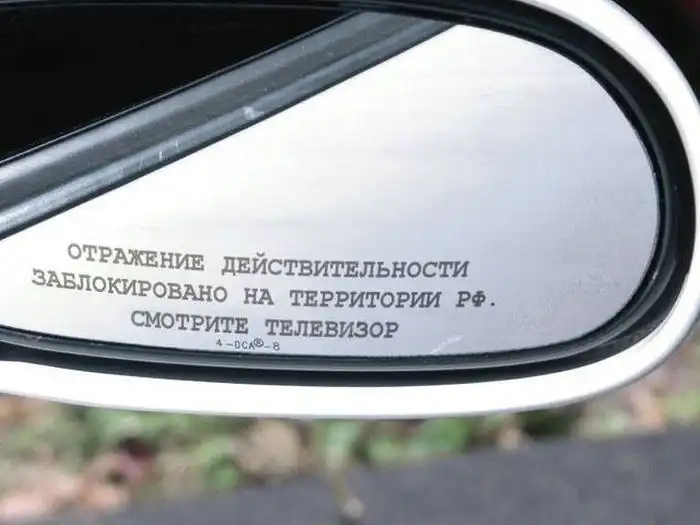 ОТРАЖЕНИЕ ДЕЙСТВИТЕЛЬНОСТИ
ЗАБЛОКИРОВАНО НА ТЕРРИТОРИИ РФ.
СМОТРИТЕ ТЕЛЕВИЗОР
4-DCA®-8